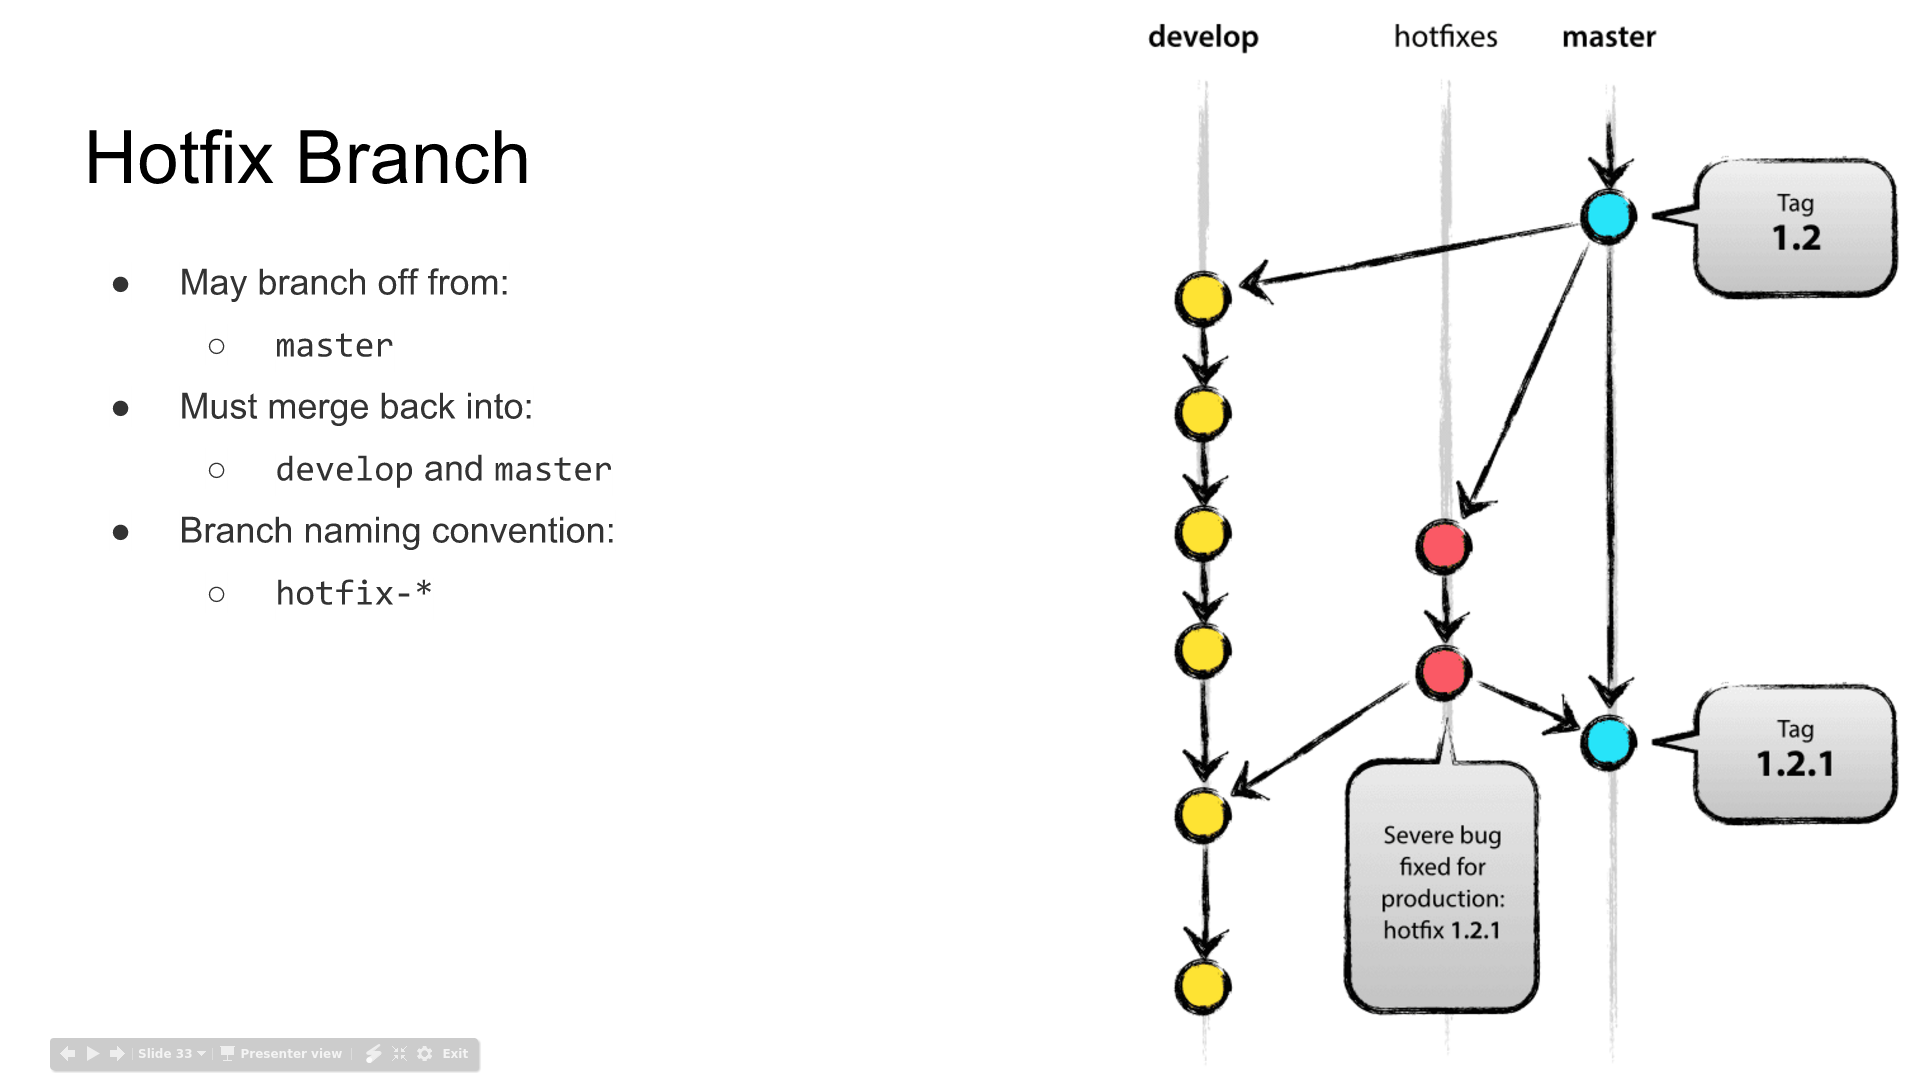 Hotfix Branch
● May branch off from:
○ master
● Must merge back into:
○ develop and master
● Branch naming convention:
○ hotfix-*
develop hotfixes master
Tag
1.2
Tag
1.2.1
Severe bug
fixed for
production:
hotfix 1.2.1
Slide 33 Presenter view Exit